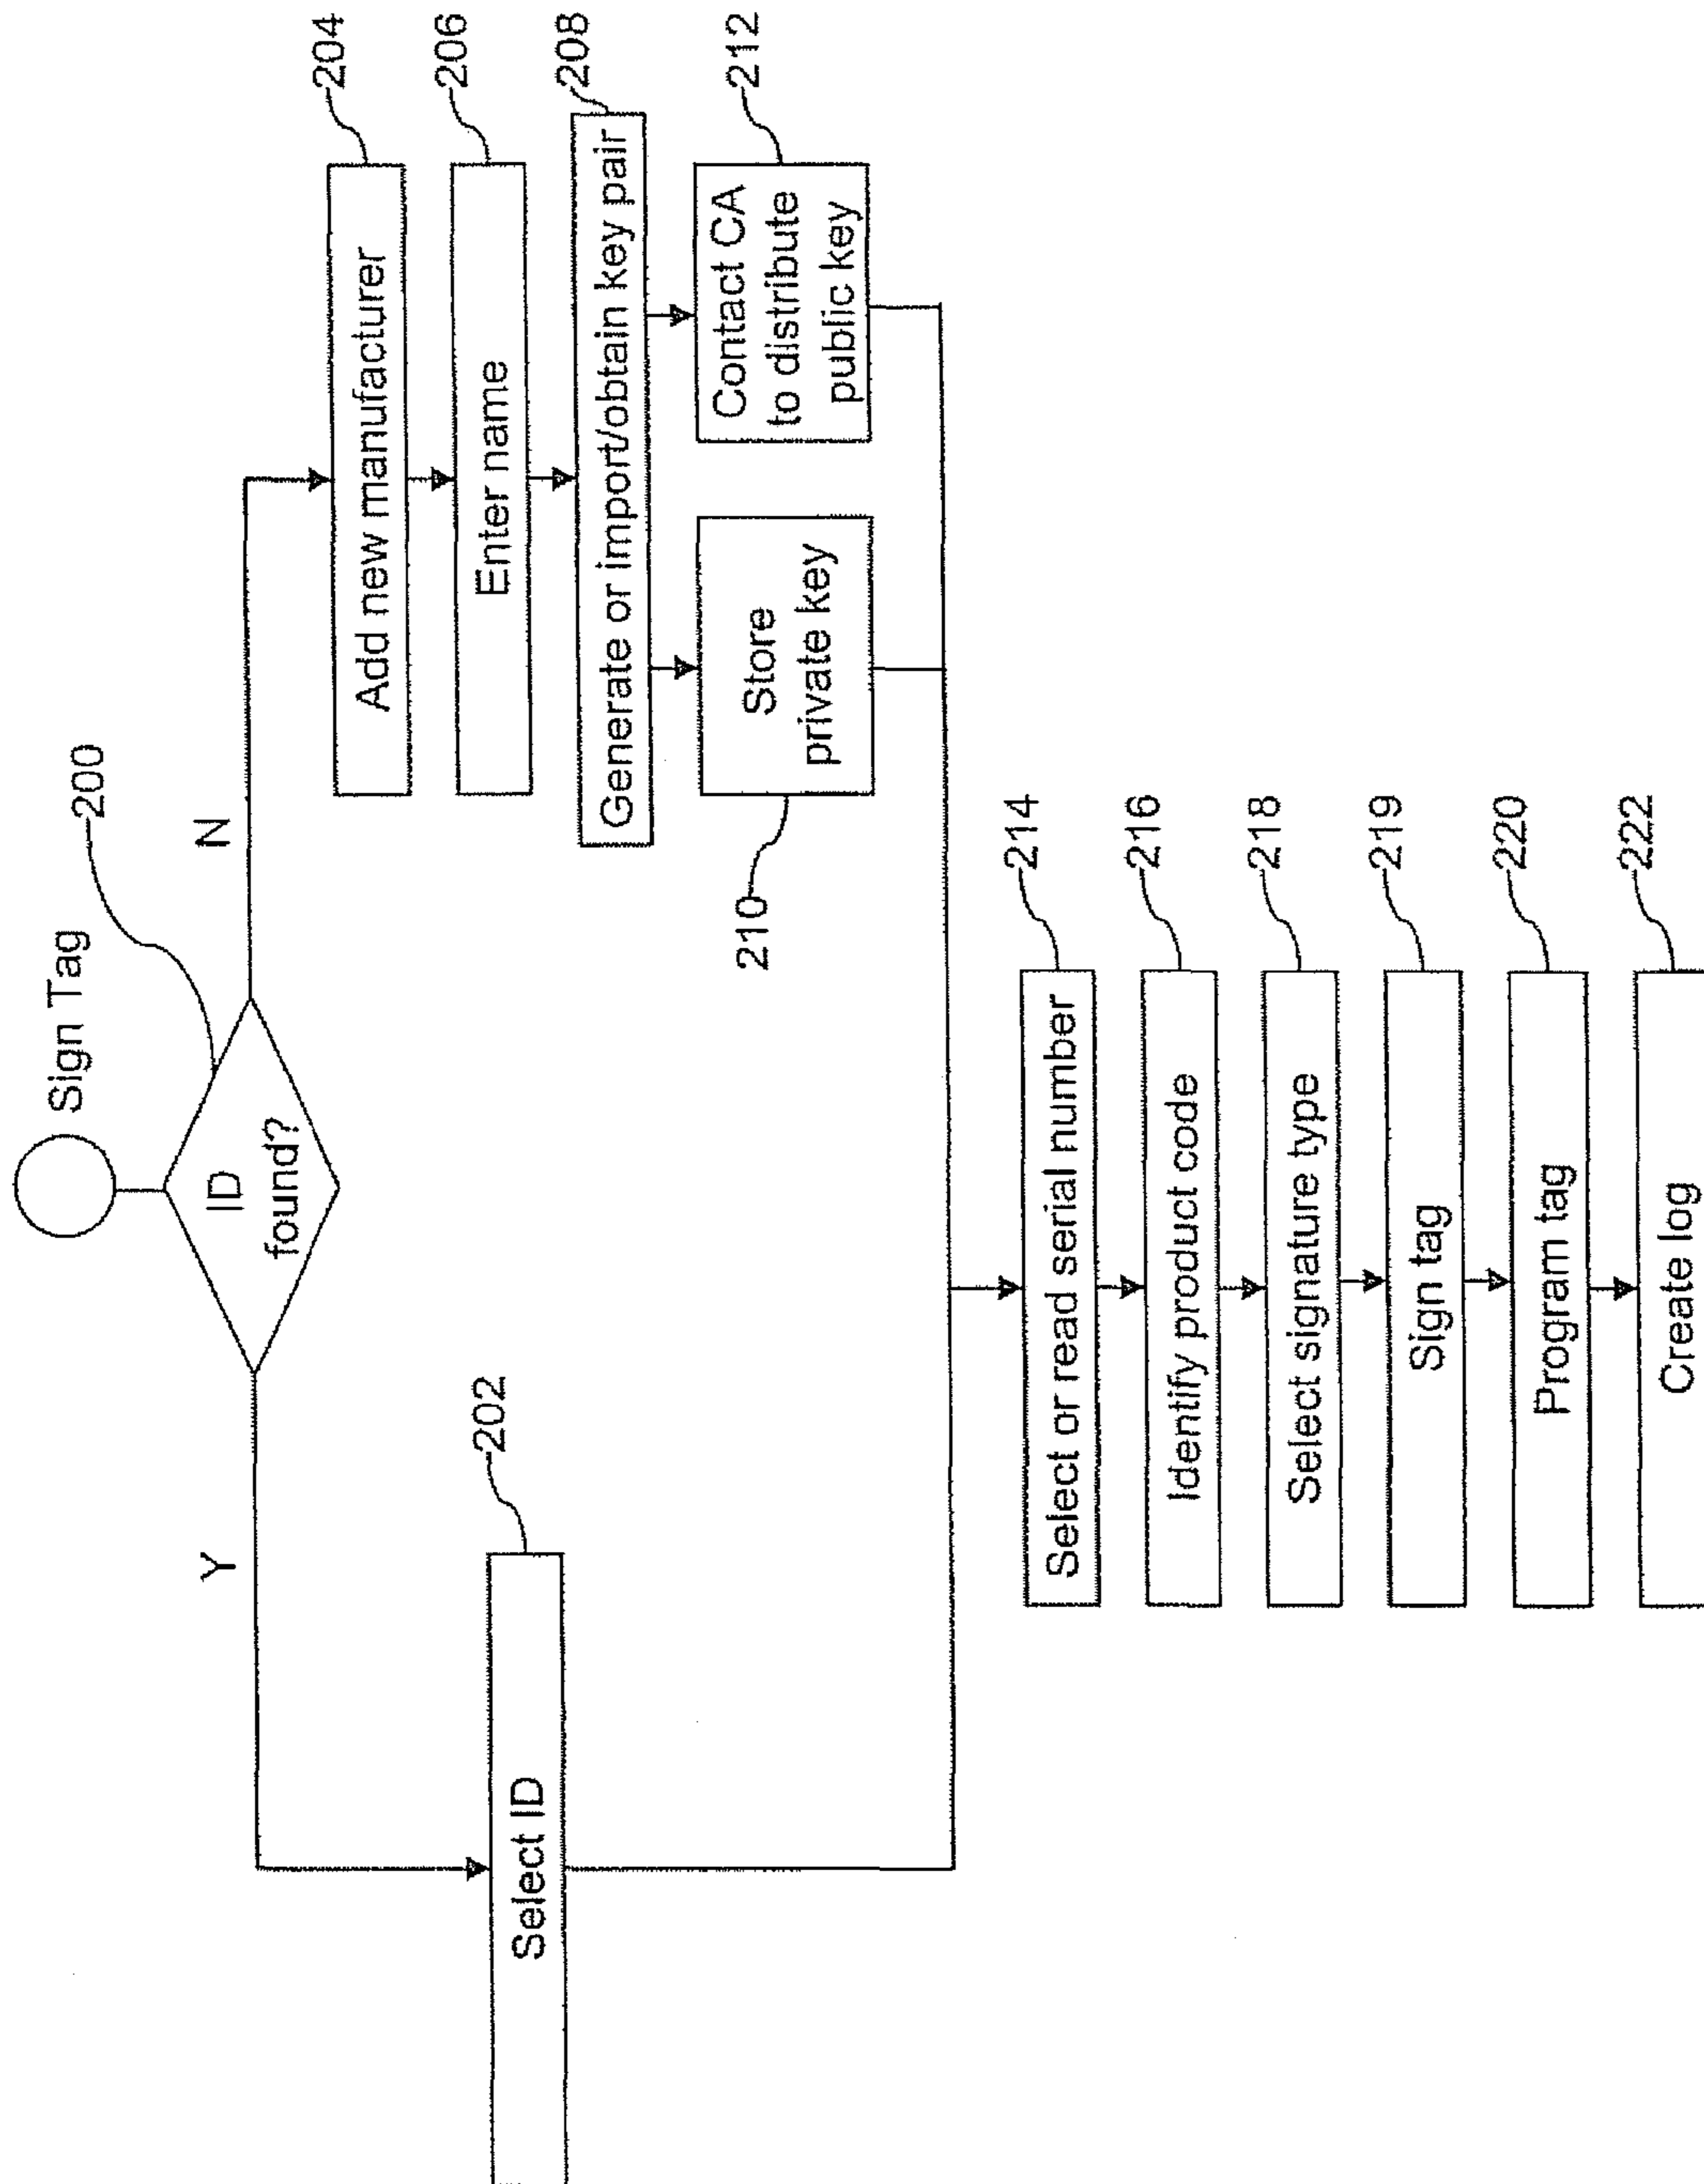 Sign Tag
200
ID
found?
Y
N
202
Select ID
204
Add new manufacturer
206
Enter name
208
Generate or import/obtain key pair
210
Store
private key
212
Contact CA
to distribute
public key
214
Select or read serial number
216
Identify product code
218
Select signature type
219
Sign tag
220
Program tag
222
Create log